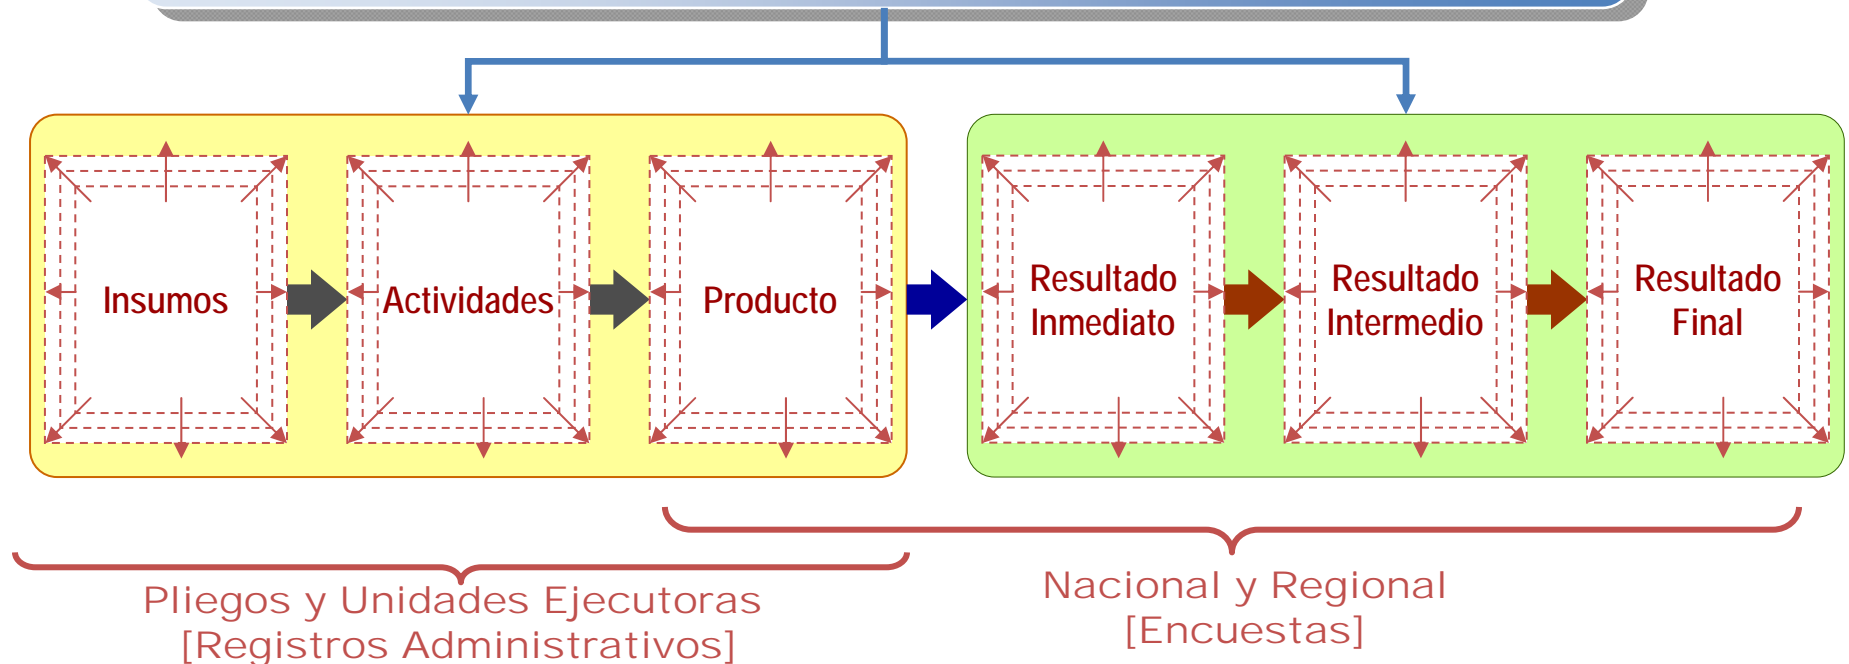 Insumos
Actividades
Producto
Resultado
Inmediato
Resultado
Intermedio
Resultado
Final
Pliegos y Unidades Ejecutoras
[Registros Administrativos]
Nacional y Regional
[Encuestas]